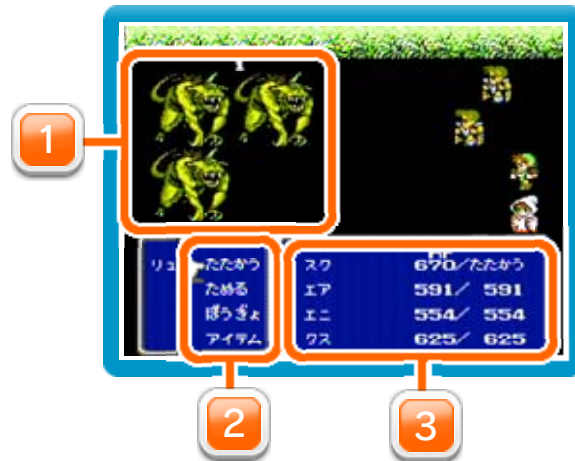 1
リュ たたかう
ためる
ぼうぎょ
アイテム
スク 670/たたかう
エア 591/ 591
エニ 554/ 554
ワス 625/ 625
2
3